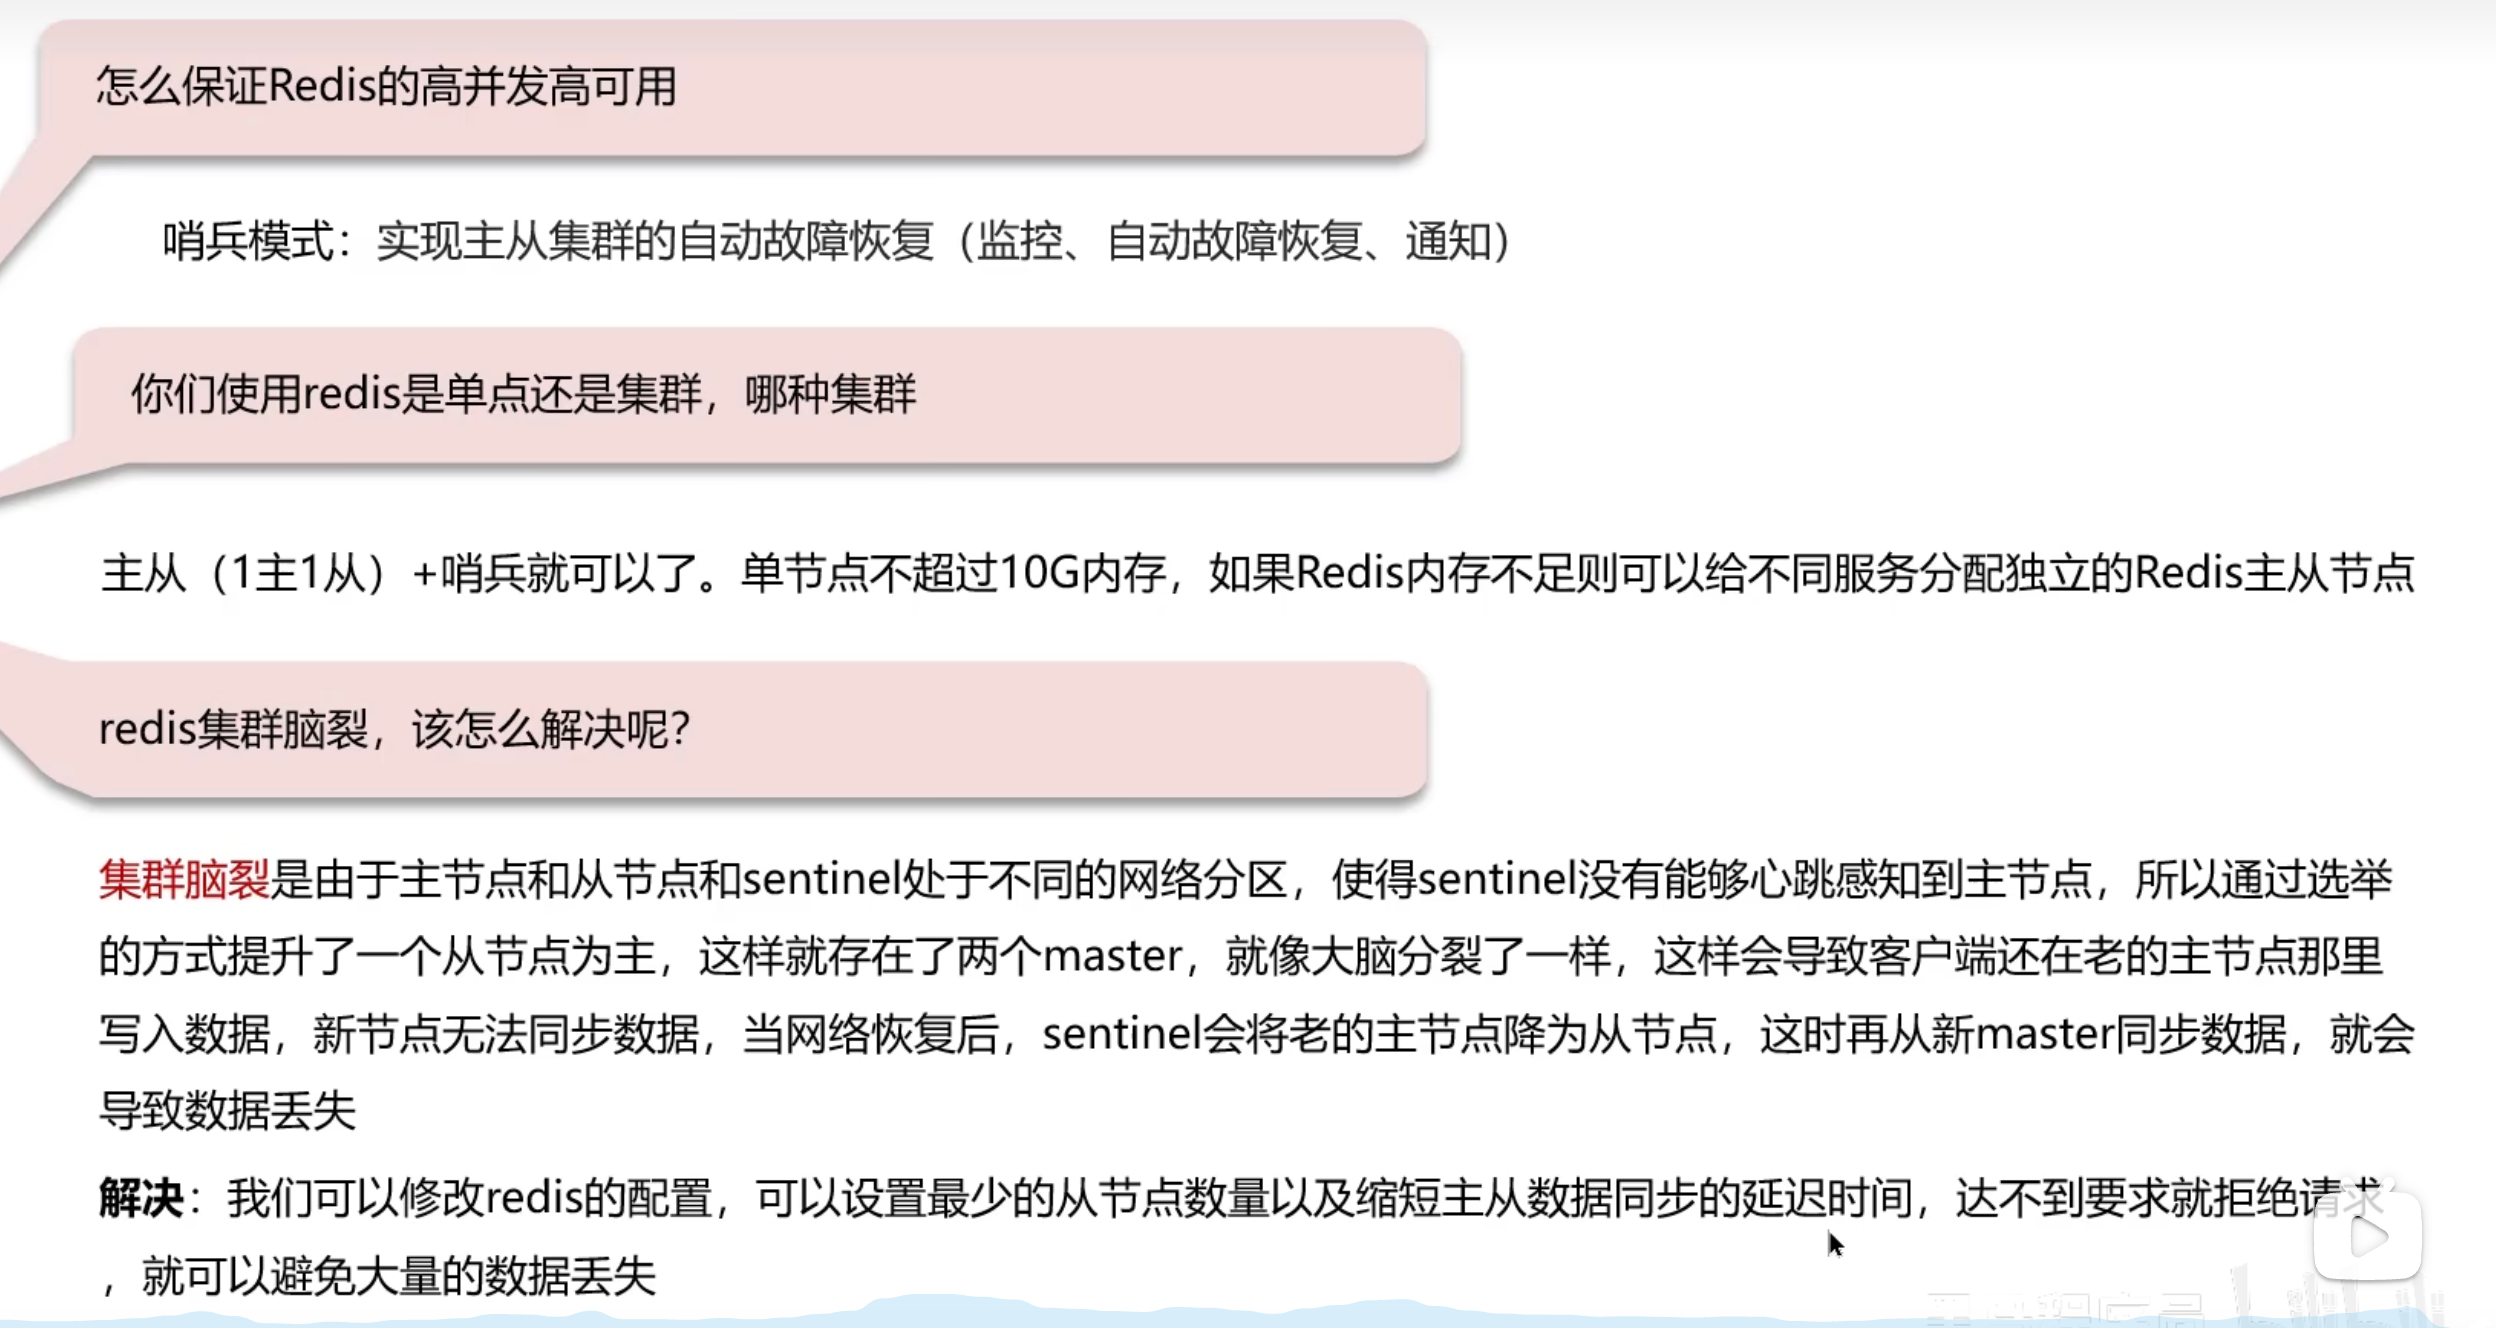 怎么保证Redis的高并发高可用
哨兵模式：实现主从集群的自动故障恢复（监控、自动故障恢复、通知）
你们使用redis是单点还是集群，哪种集群
主从（1主1从）+哨兵就可以了。单节点不超过10G内存，如果Redis内存不足则可以给不同服务分配独立的Redis主从节点
redis集群脑裂，该怎么解决呢？
集群脑裂是由于主节点和从节点和sentinel处于不同的网络分区，使得sentinel没有能够心跳感知到主节点，所以通过选举
的方式提升了一个从节点为主，这样就存在了两个master，就像大脑分裂了一样，这样会导致客户端还在老的主节点那里
写入数据，新节点无法同步数据，当网络恢复后，sentinel会将老的主节点降为从节点，这时再从新master同步数据，就会
导致数据丢失
解决：我们可以修改redis的配置，可以设置最少的从节点数量以及缩短主从数据同步的延迟时间，达不到要求就拒绝请求
，就可以避免大量的数据丢失